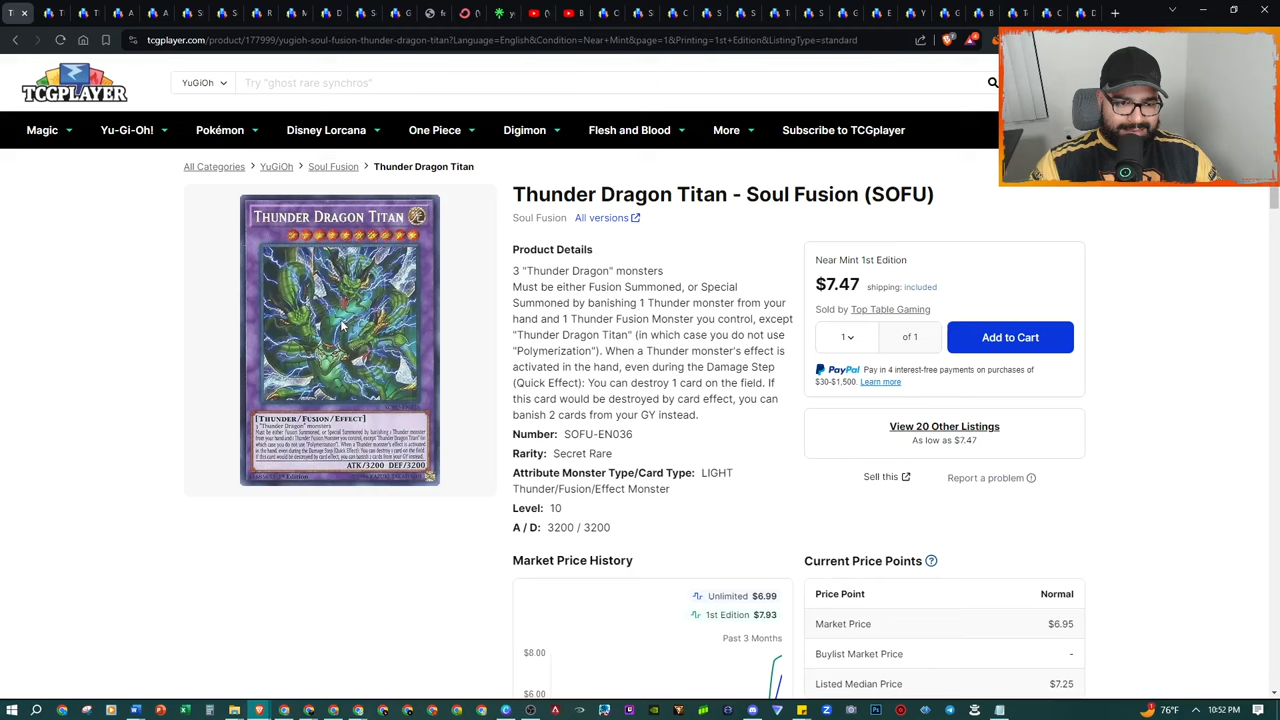 tcgplayer.com/product/177999/yugioh-soul-fusion-thunder-dragon-titan?Language=English&Condition=Near+Mint&page=1&Printing=1st+Edition&ListingType=standard
TCGPLAYER
YuGiOh
Try "ghost rare synchros"
Magic
Yu-Gi-Oh!
Pokémon
Disney Lorcana
One Piece
Digimon
Flesh and Blood
More
Subscribe to TCGplayer
All Categories > YuGiOh > Soul Fusion > Thunder Dragon Titan
THUNDER DRAGON TITAN
[THUNDER/FUSION/EFFECT]
3 "Thunder Dragon" monsters
ATK/3200 DEF/3200
1st Edition
Thunder Dragon Titan - Soul Fusion (SOFU)
Soul Fusion All versions
Product Details
3 "Thunder Dragon" monsters
Must be either Fusion Summoned, or Special
Summoned by banishing 1 Thunder monster from your
hand and 1 Thunder Fusion Monster you control, except
"Thunder Dragon Titan" (in which case you do not use
"Polymerization"). When a Thunder monster's effect is
activated in the hand, even during the Damage Step
(Quick Effect): You can destroy 1 card on the field. If
this card would be destroyed by card effect, you can
banish 2 cards from your GY instead.
Number: SOFU-EN036
Rarity: Secret Rare
Attribute Monster Type/Card Type: LIGHT
Thunder/Fusion/Effect Monster
Level: 10
A / D: 3200 / 3200
Near Mint 1st Edition
$7.47 shipping: included
Sold by Top Table Gaming
1
of 1
Add to Cart
PayPal Pay in 4 interest-free payments on purchases of
$30-$1,500. Learn more
View 20 Other Listings
As low as $7.47
Sell this
Report a problem
Market Price History
Unlimited $6.99
1st Edition $7.93
Past 3 Months
$8.00
$6.00
Current Price Points
Price Point Normal
Market Price $6.95
Buylist Market Price -
Listed Median Price $7.25
76°F
10:52 PM